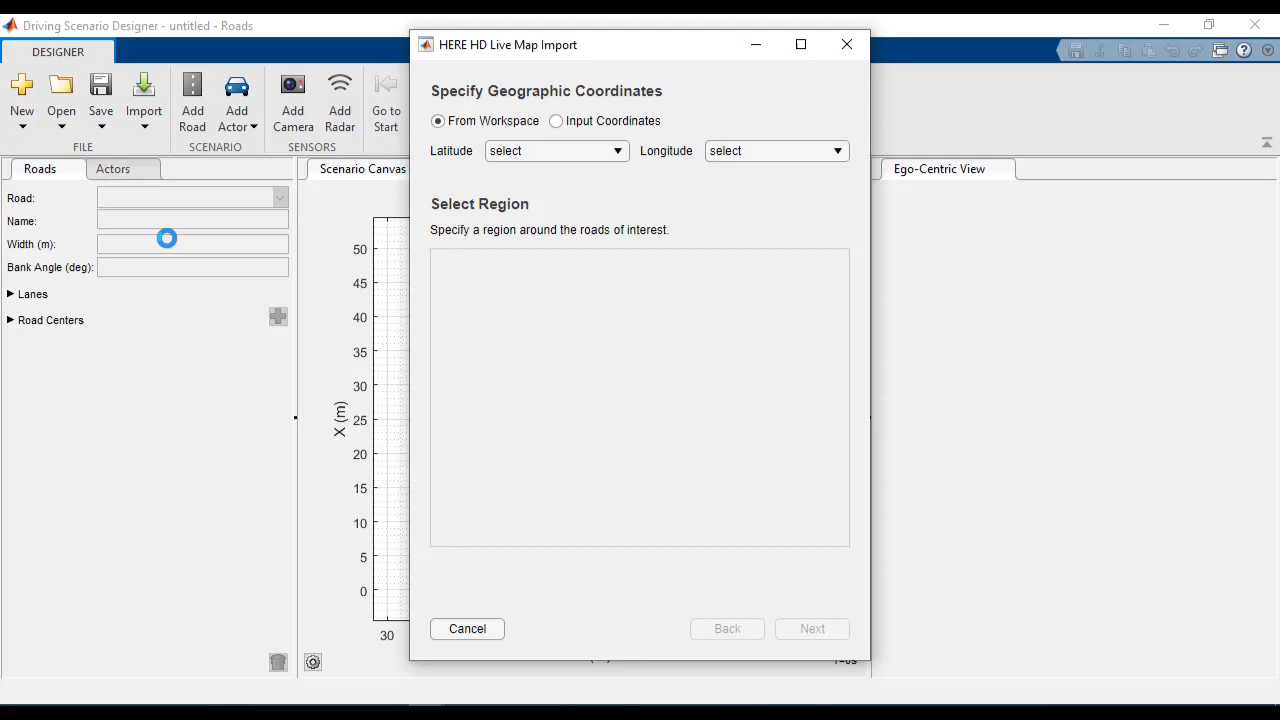 Driving Scenario Designer - untitled - Roads
DESIGNER
New
Open
Save
Import
Add Road
Add Actor
Add Camera
Add Radar
Go to Start
FILE
SCENARIO
SENSORS
Roads
Actors
Road:
Name:
Width (m):
Bank Angle (deg):
Lanes
Road Centers
Scenario Canvas
50
45
40
35
30
25
20
15
10
5
0
X (m)
30
HERE HD Live Map Import
Specify Geographic Coordinates
From Workspace Input Coordinates
Latitude select Longitude select
Select Region
Specify a region around the roads of interest.
Cancel Back Next
Ego-Centric View